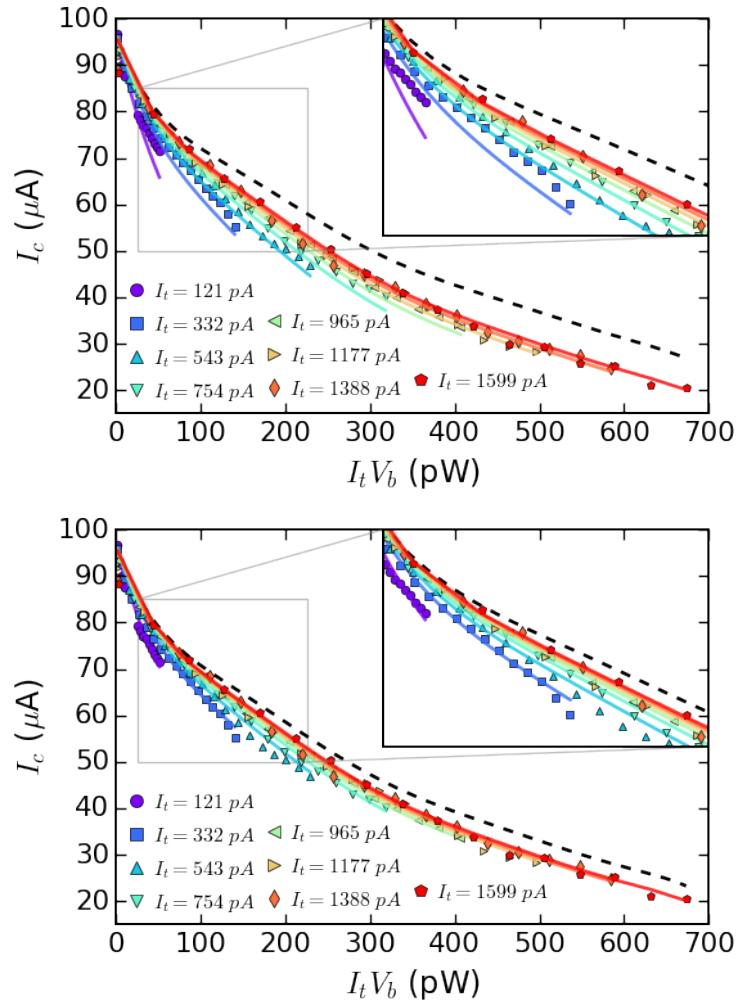 100
90
80
70
60
50
40
30
20
I_c (μA)
I_t = 121 pA
I_t = 332 pA
I_t = 543 pA
I_t = 754 pA
I_t = 965 pA
I_t = 1177 pA
I_t = 1388 pA
I_t = 1599 pA
0 100 200 300 400 500 600 700
I_t V_b (pW)
100
90
80
70
60
50
40
30
20
I_c (μA)
I_t = 121 pA
I_t = 332 pA
I_t = 543 pA
I_t = 754 pA
I_t = 965 pA
I_t = 1177 pA
I_t = 1388 pA
I_t = 1599 pA
0 100 200 300 400 500 600 700
I_t V_b (pW)